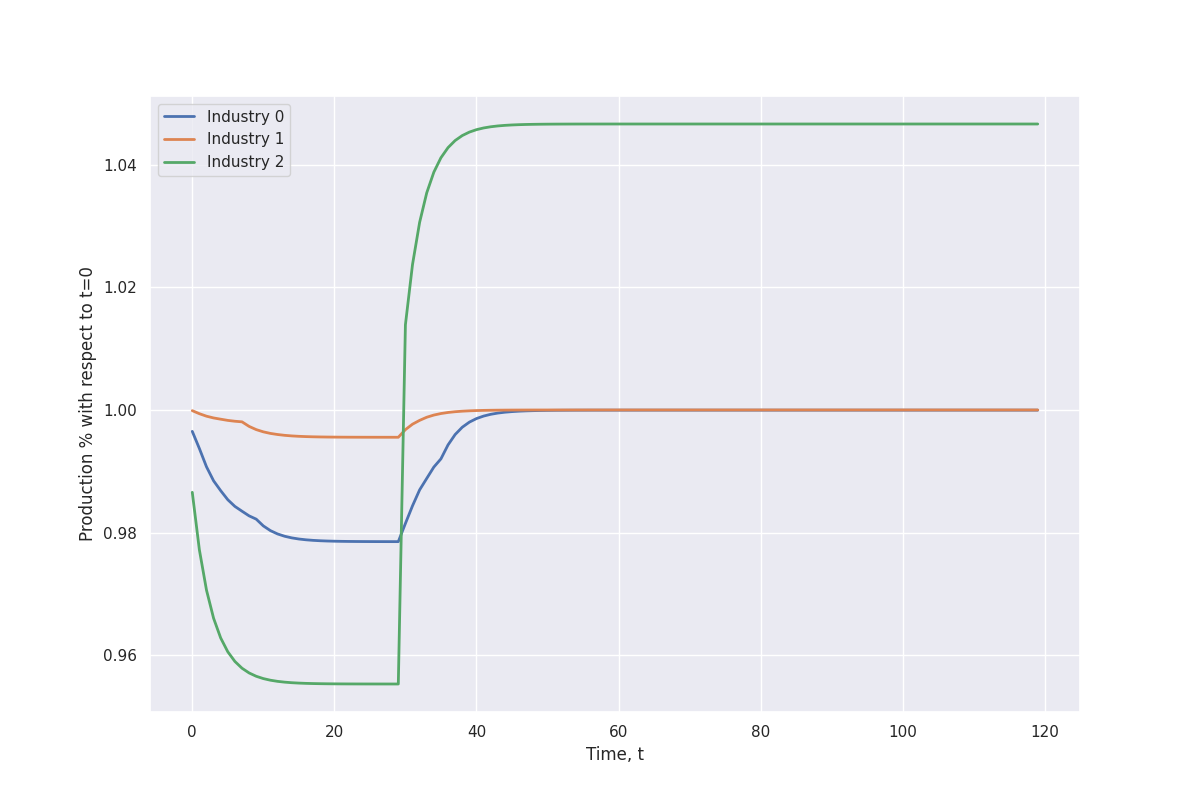 Industry 0
Industry 1
Industry 2
1.04
1.02
1.00
0.98
0.96
Production % with respect to t=0
0 20 40 60 80 100 120
Time, t